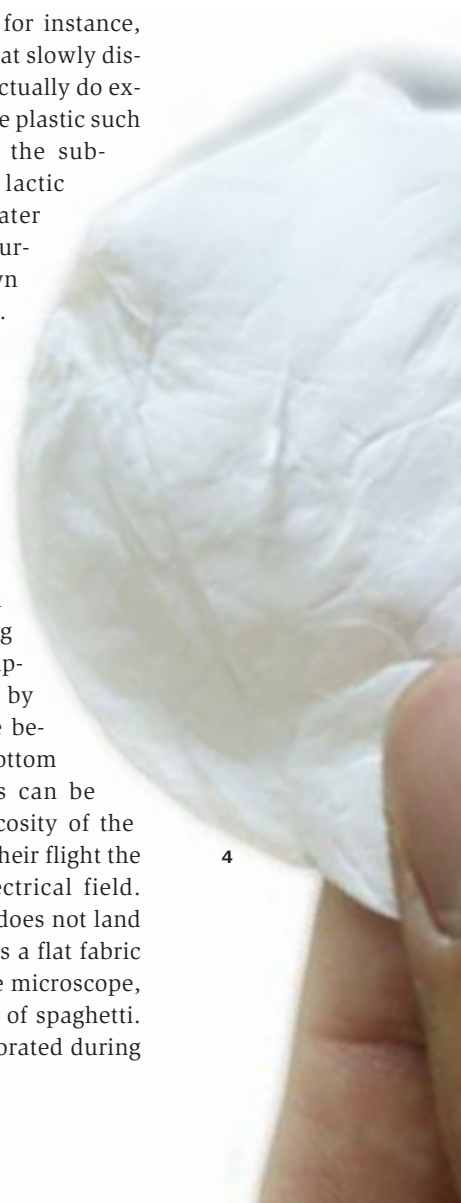 for instance,
at slowly dis-
ctually do ex-
e plastic such
the sub-
lactic
ater
ur-
n
.
g
p-
by
e be-
ottom
s can be
cosity of the
heir flight the
ectrical field.
does not land
s a flat fabric
e microscope,
of spaghetti.
orated during
4